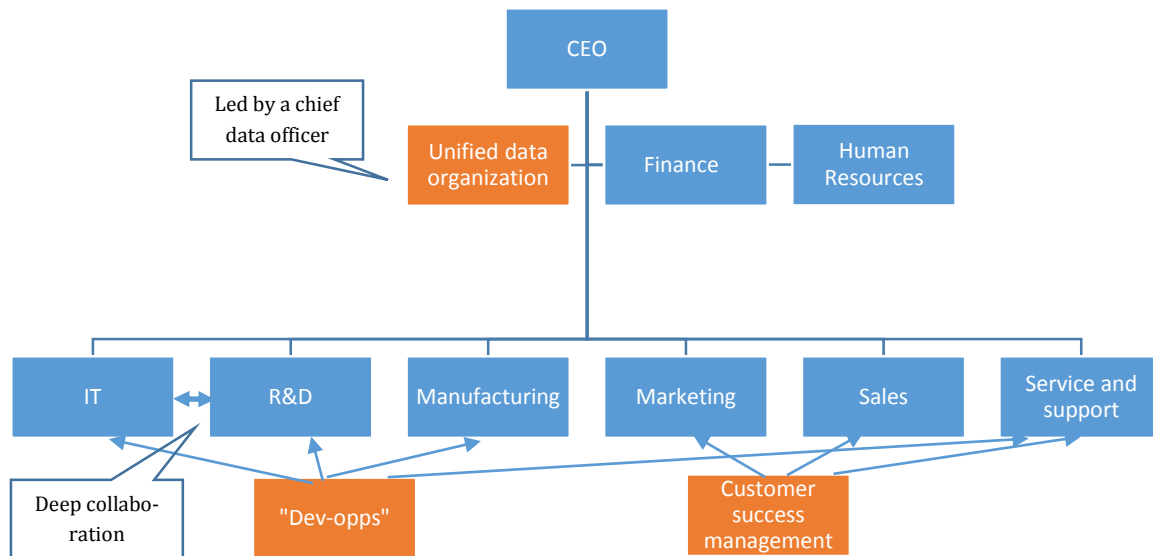 CEO
Led by a chief
data officer
Unified data
organization
Finance
Human
Resources
IT
R&D
Manufacturing
Marketing
Sales
Service and
support
Deep collabo-
ration
"Dev-opps"
Customer
success
management